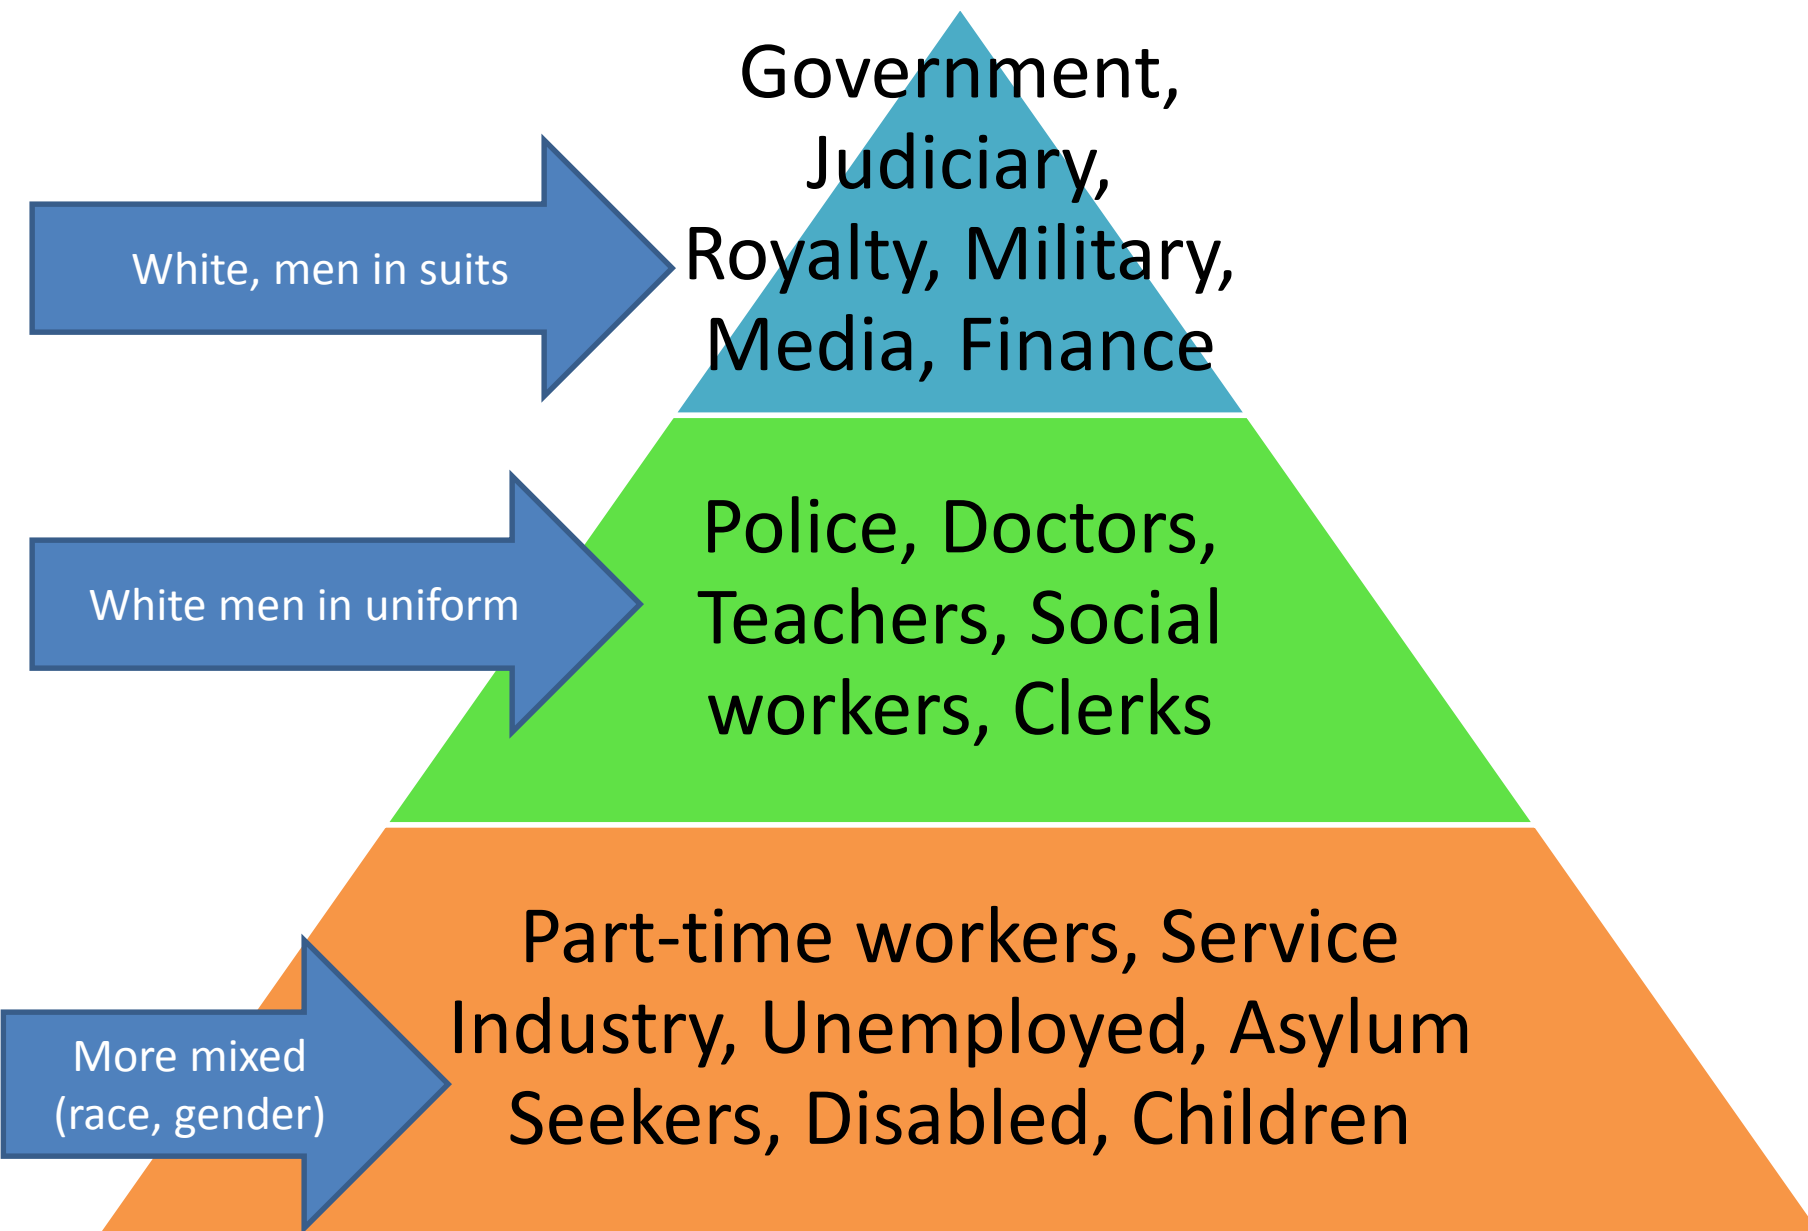 Government,
Judiciary,
Royalty, Military,
Media, Finance
White, men in suits
Police, Doctors,
Teachers, Social
workers, Clerks
White men in uniform
Part-time workers, Service
Industry, Unemployed, Asylum
Seekers, Disabled, Children
More mixed
(race, gender)